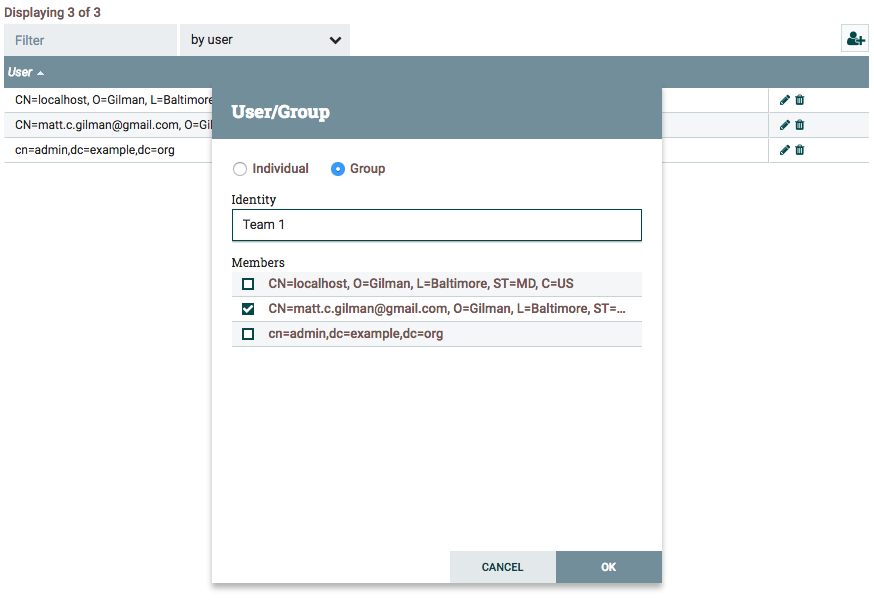 Displaying 3 of 3
Filter
by user
User
CN=localhost, O=Gilman, L=Baltimore
CN=matt.c.gilman@gmail.com, O=Gil
cn=admin,dc=example,dc=org
User/Group
Individual
Group
Identity
Team 1
Members
CN=localhost, O=Gilman, L=Baltimore, ST=MD, C=US
CN=matt.c.gilman@gmail.com, O=Gilman, L=Baltimore, ST=...
cn=admin,dc=example,dc=org
CANCEL
OK